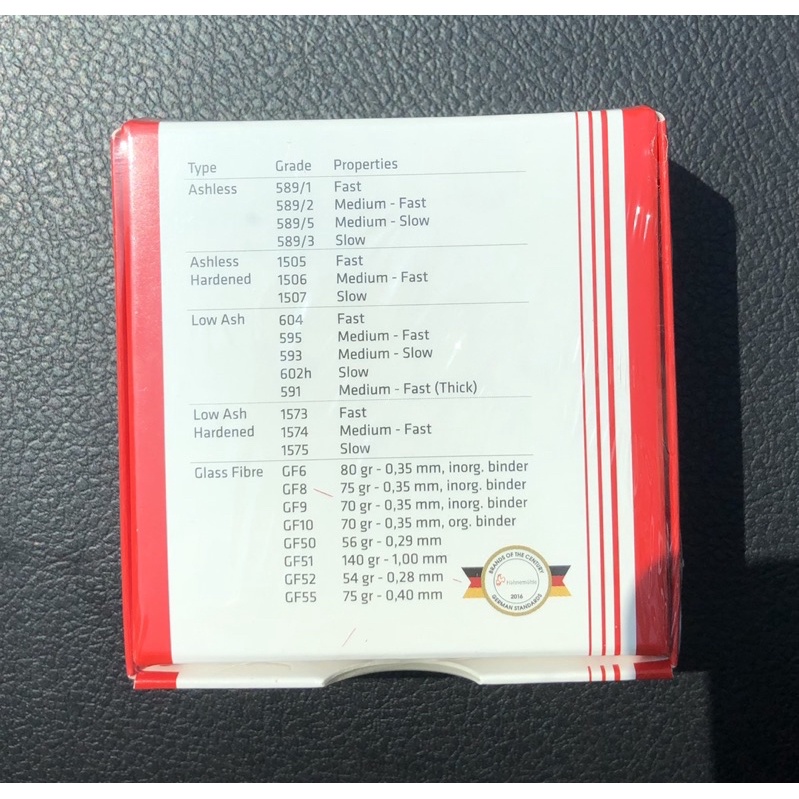 Type Grade Properties
Ashless 589/1 Fast
589/2 Medium - Fast
589/5 Medium - Slow
589/3 Slow
Ashless 1505 Fast
Hardened 1506 Medium - Fast
1507 Slow
Low Ash 604 Fast
595 Medium - Fast
593 Medium - Slow
602h Slow
591 Medium - Fast (Thick)
Low Ash 1573 Fast
Hardened 1574 Medium - Fast
1575 Slow
Glass Fibre GF6 80 gr - 0,35 mm, inorg. binder
GF8 75 gr - 0,35 mm, inorg. binder
GF9 70 gr - 0,35 mm, inorg. binder
GF10 70 gr - 0,35 mm, org. binder
GF50 56 gr - 0,29 mm
GF51 140 gr - 1,00 mm
GF52 54 gr - 0,28 mm
GF55 75 gr - 0,40 mm
BRANDS OF THE CENTURY
Hahnemühle
2016
GERMAN STANDARDS